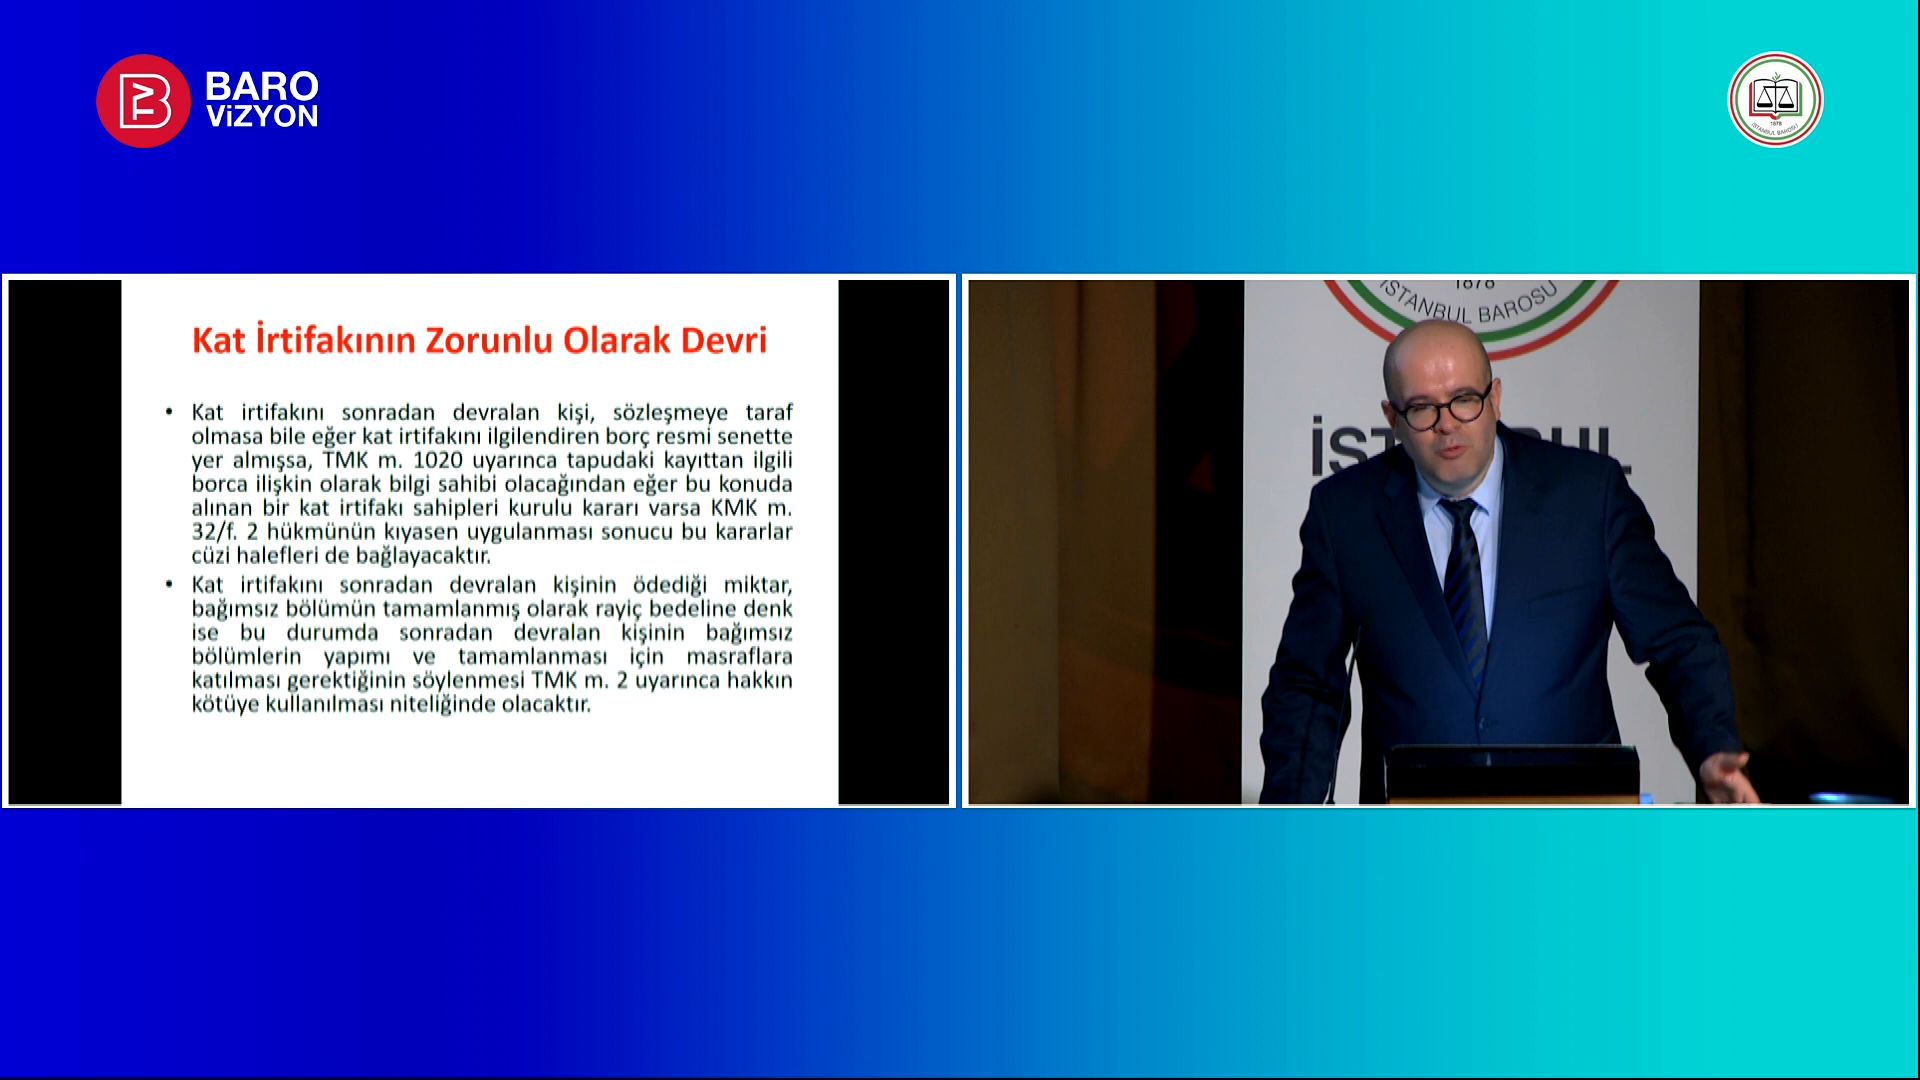 BARO
ViZYON
1878
İSTANBUL BAROSU
Kat İrtifakının Zorunlu Olarak Devri
• Kat irtifakını sonradan devralan kişi, sözleşmeye taraf
olmasa bile eğer kat irtifakını ilgilendiren borç resmi senette
yer almışsa, TMK m. 1020 uyarınca tapudaki kayıttan ilgili
borca ilişkin olarak bilgi sahibi olacağından eğer bu konuda
alınan bir kat irtifakı sahipleri kurulu kararı varsa KMK m.
32/f. 2 hükmünün kıyasen uygulanması sonucu bu kararlar
cüzi halefleri de bağlayacaktır.
• Kat irtifakını sonradan devralan kişinin ödediği miktar,
bağımsız bölümün tamamlanmış olarak rayiç bedeline denk
ise bu durumda sonradan devralan kişinin bağımsız
bölümlerin yapımı ve tamamlanması için masraflara
katılması gerektiğinin söylenmesi TMK m. 2 uyarınca hakkın
kötüye kullanılması niteliğinde olacaktır.
1878
İSTANBUL BAROSU